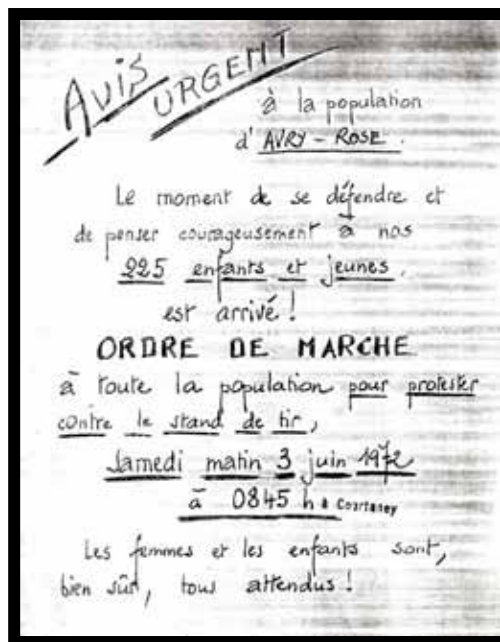 AVIS
URGENT
à la population
d'AVRY - ROSE.
Le moment de se défendre et
de penser courageusement à nos
225 enfants et jeunes.
est arrivé !
ORDRE DE MARCHE
à toute la population pour protester
contre le stand de tir,
Samedi matin 3 juin 1972
à 0845 h à Courtaney
Les femmes et les enfants sont,
bien sûr, tous attendus !